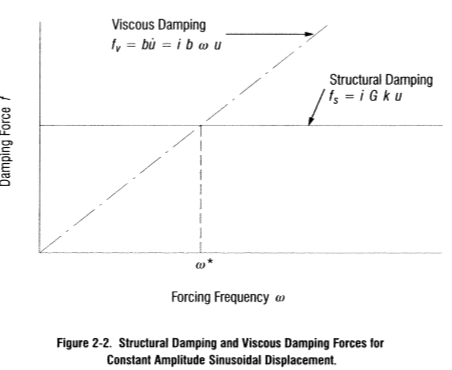 Viscous Damping
f_v = bu̇ = i b ω u
Structural Damping
f_s = i G k u
Damping Force f
ω*
Forcing Frequency ω
Figure 2-2. Structural Damping and Viscous Damping Forces for
Constant Amplitude Sinusoidal Displacement.